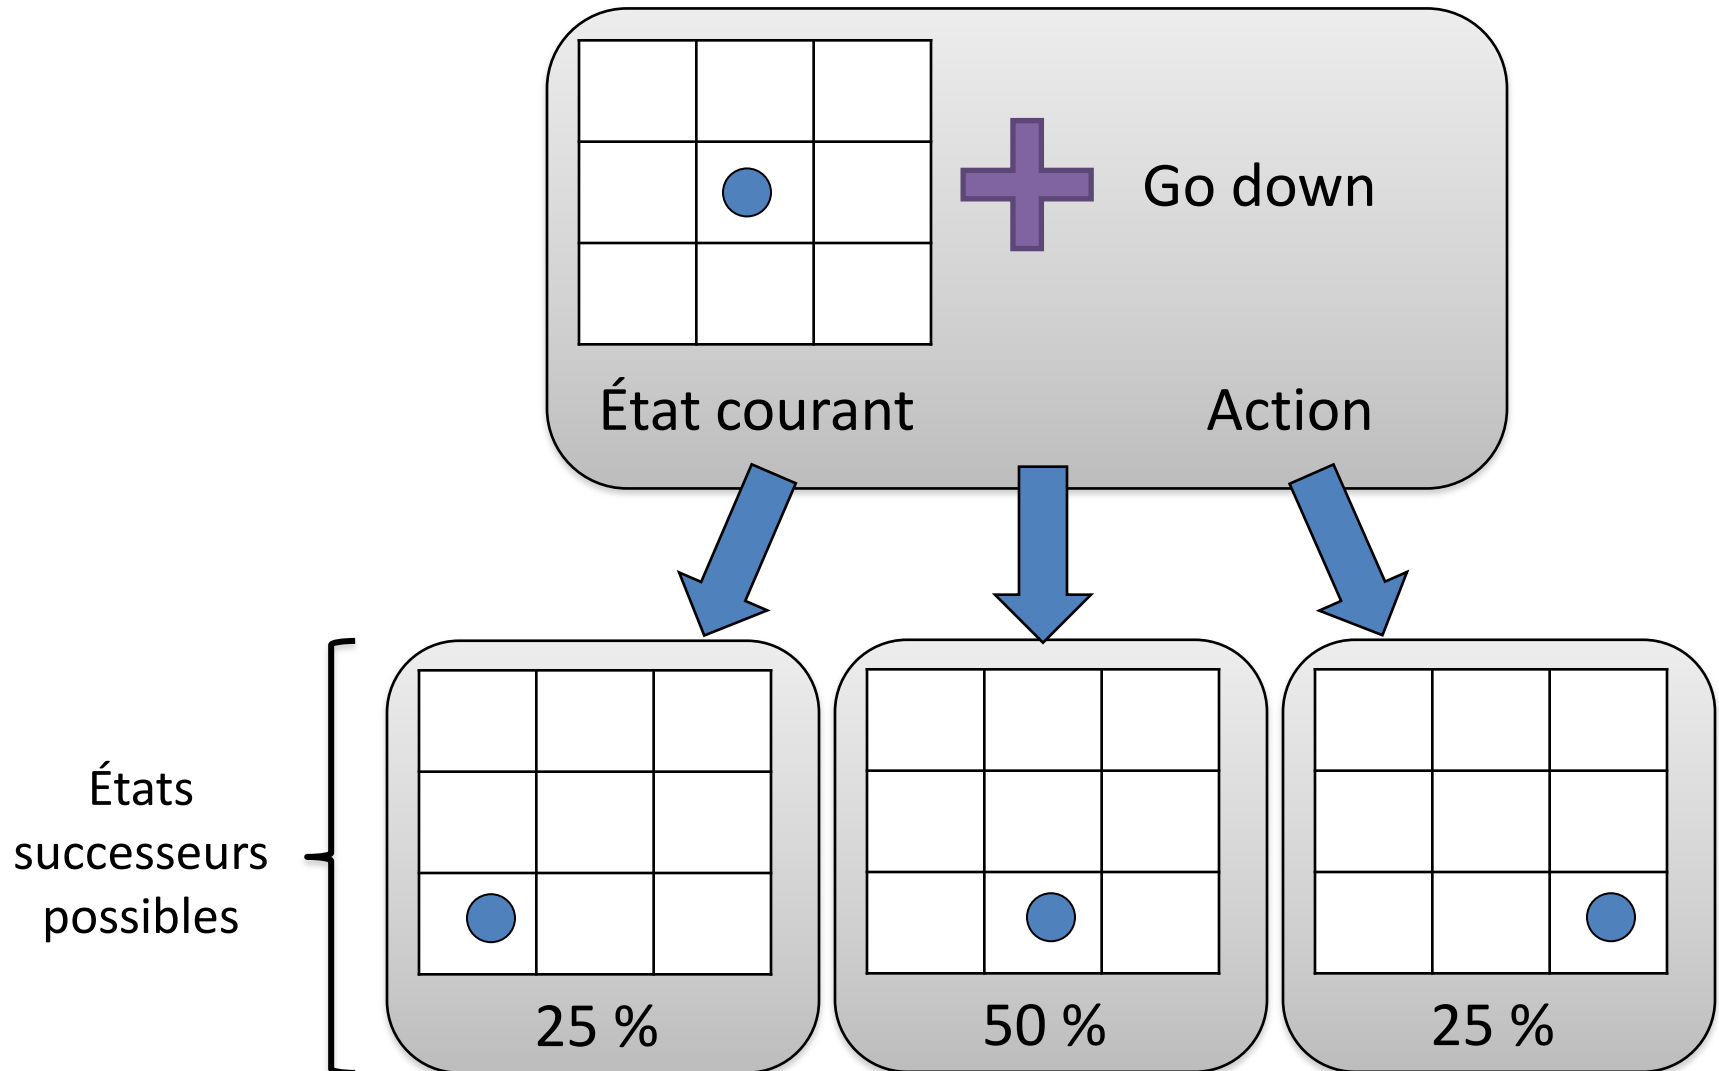 Go down
État courant
Action
États
successeurs
possibles
25 %
50 %
25 %